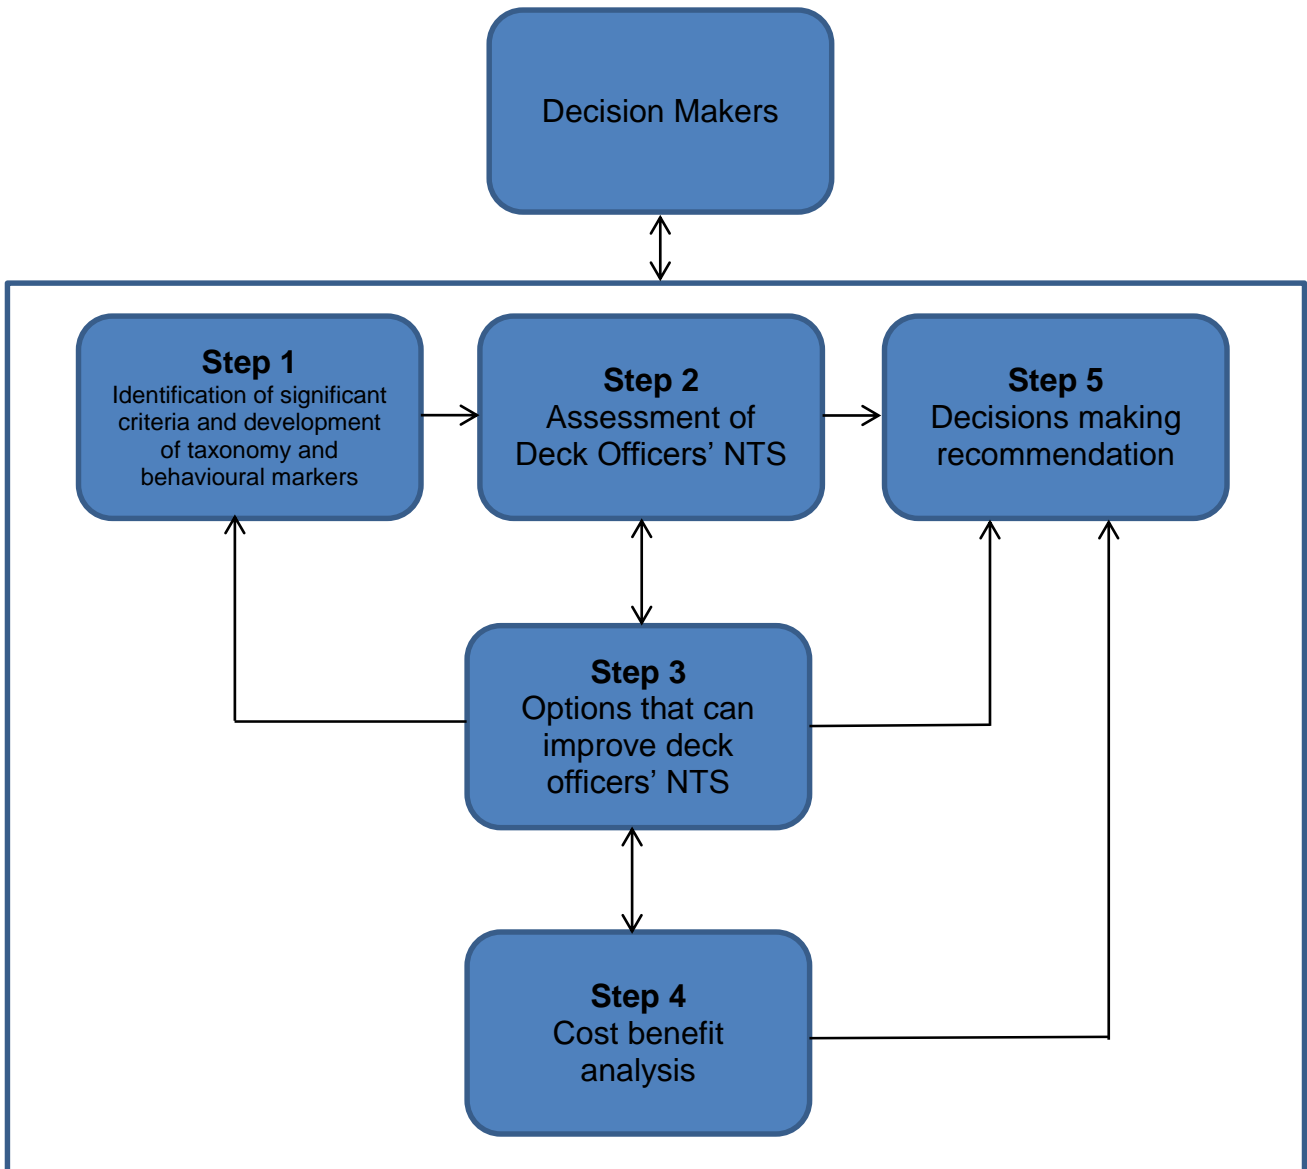 Decision Makers
Step 1
Identification of significant
criteria and development
of taxonomy and
behavioural markers
Step 2
Assessment of
Deck Officers’ NTS
Step 5
Decisions making
recommendation
Step 3
Options that can
improve deck
officers’ NTS
Step 4
Cost benefit
analysis